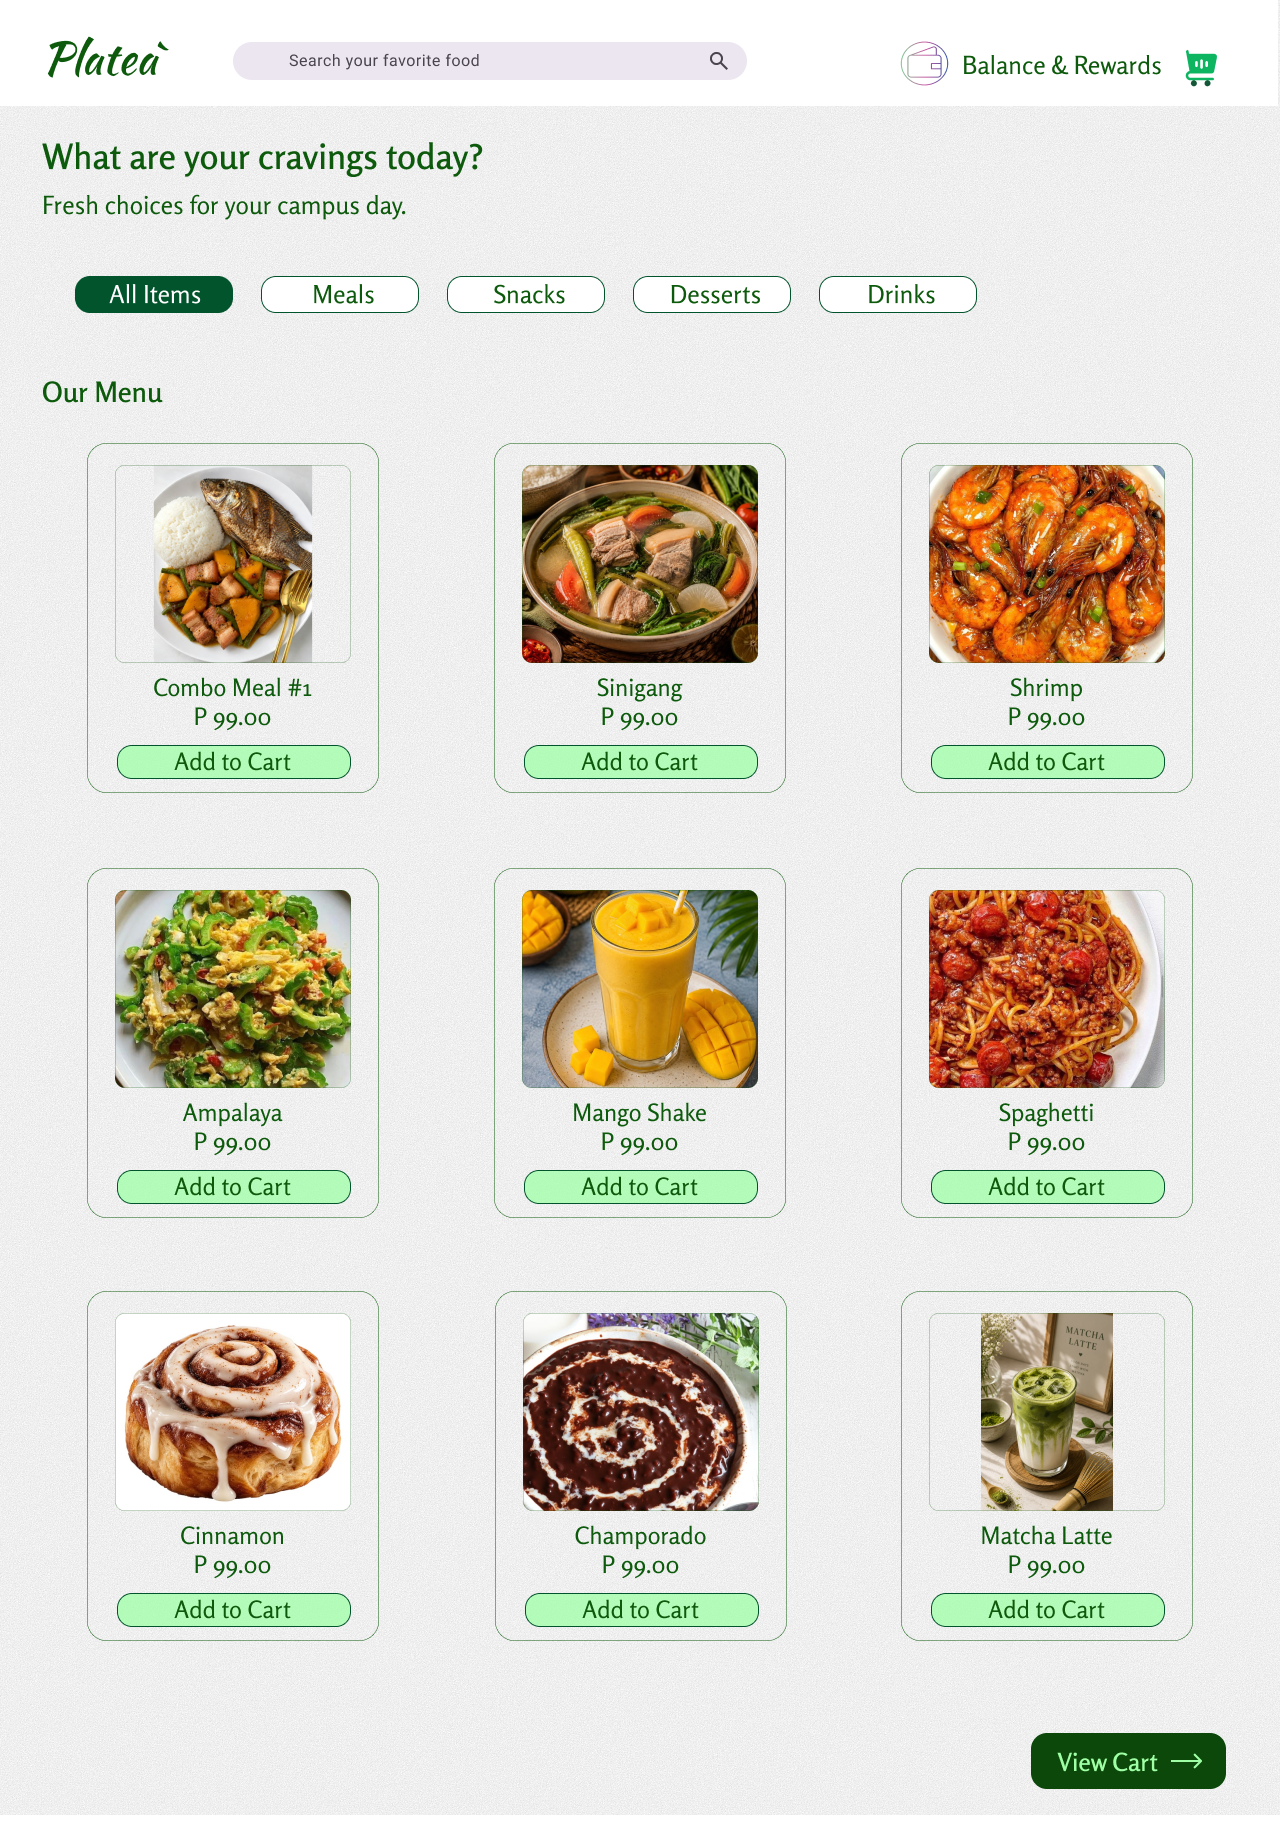 Platea`
Search your favorite food
Balance & Rewards
What are your cravings today?
Fresh choices for your campus day.
All Items
Meals
Snacks
Desserts
Drinks
Our Menu
Combo Meal #1
P 99.00
Add to Cart
Sinigang
P 99.00
Add to Cart
Shrimp
P 99.00
Add to Cart
Ampalaya
P 99.00
Add to Cart
Mango Shake
P 99.00
Add to Cart
Spaghetti
P 99.00
Add to Cart
Cinnamon
P 99.00
Add to Cart
Champorado
P 99.00
Add to Cart
MATCHA
LATTE
Matcha Latte
P 99.00
Add to Cart
View Cart